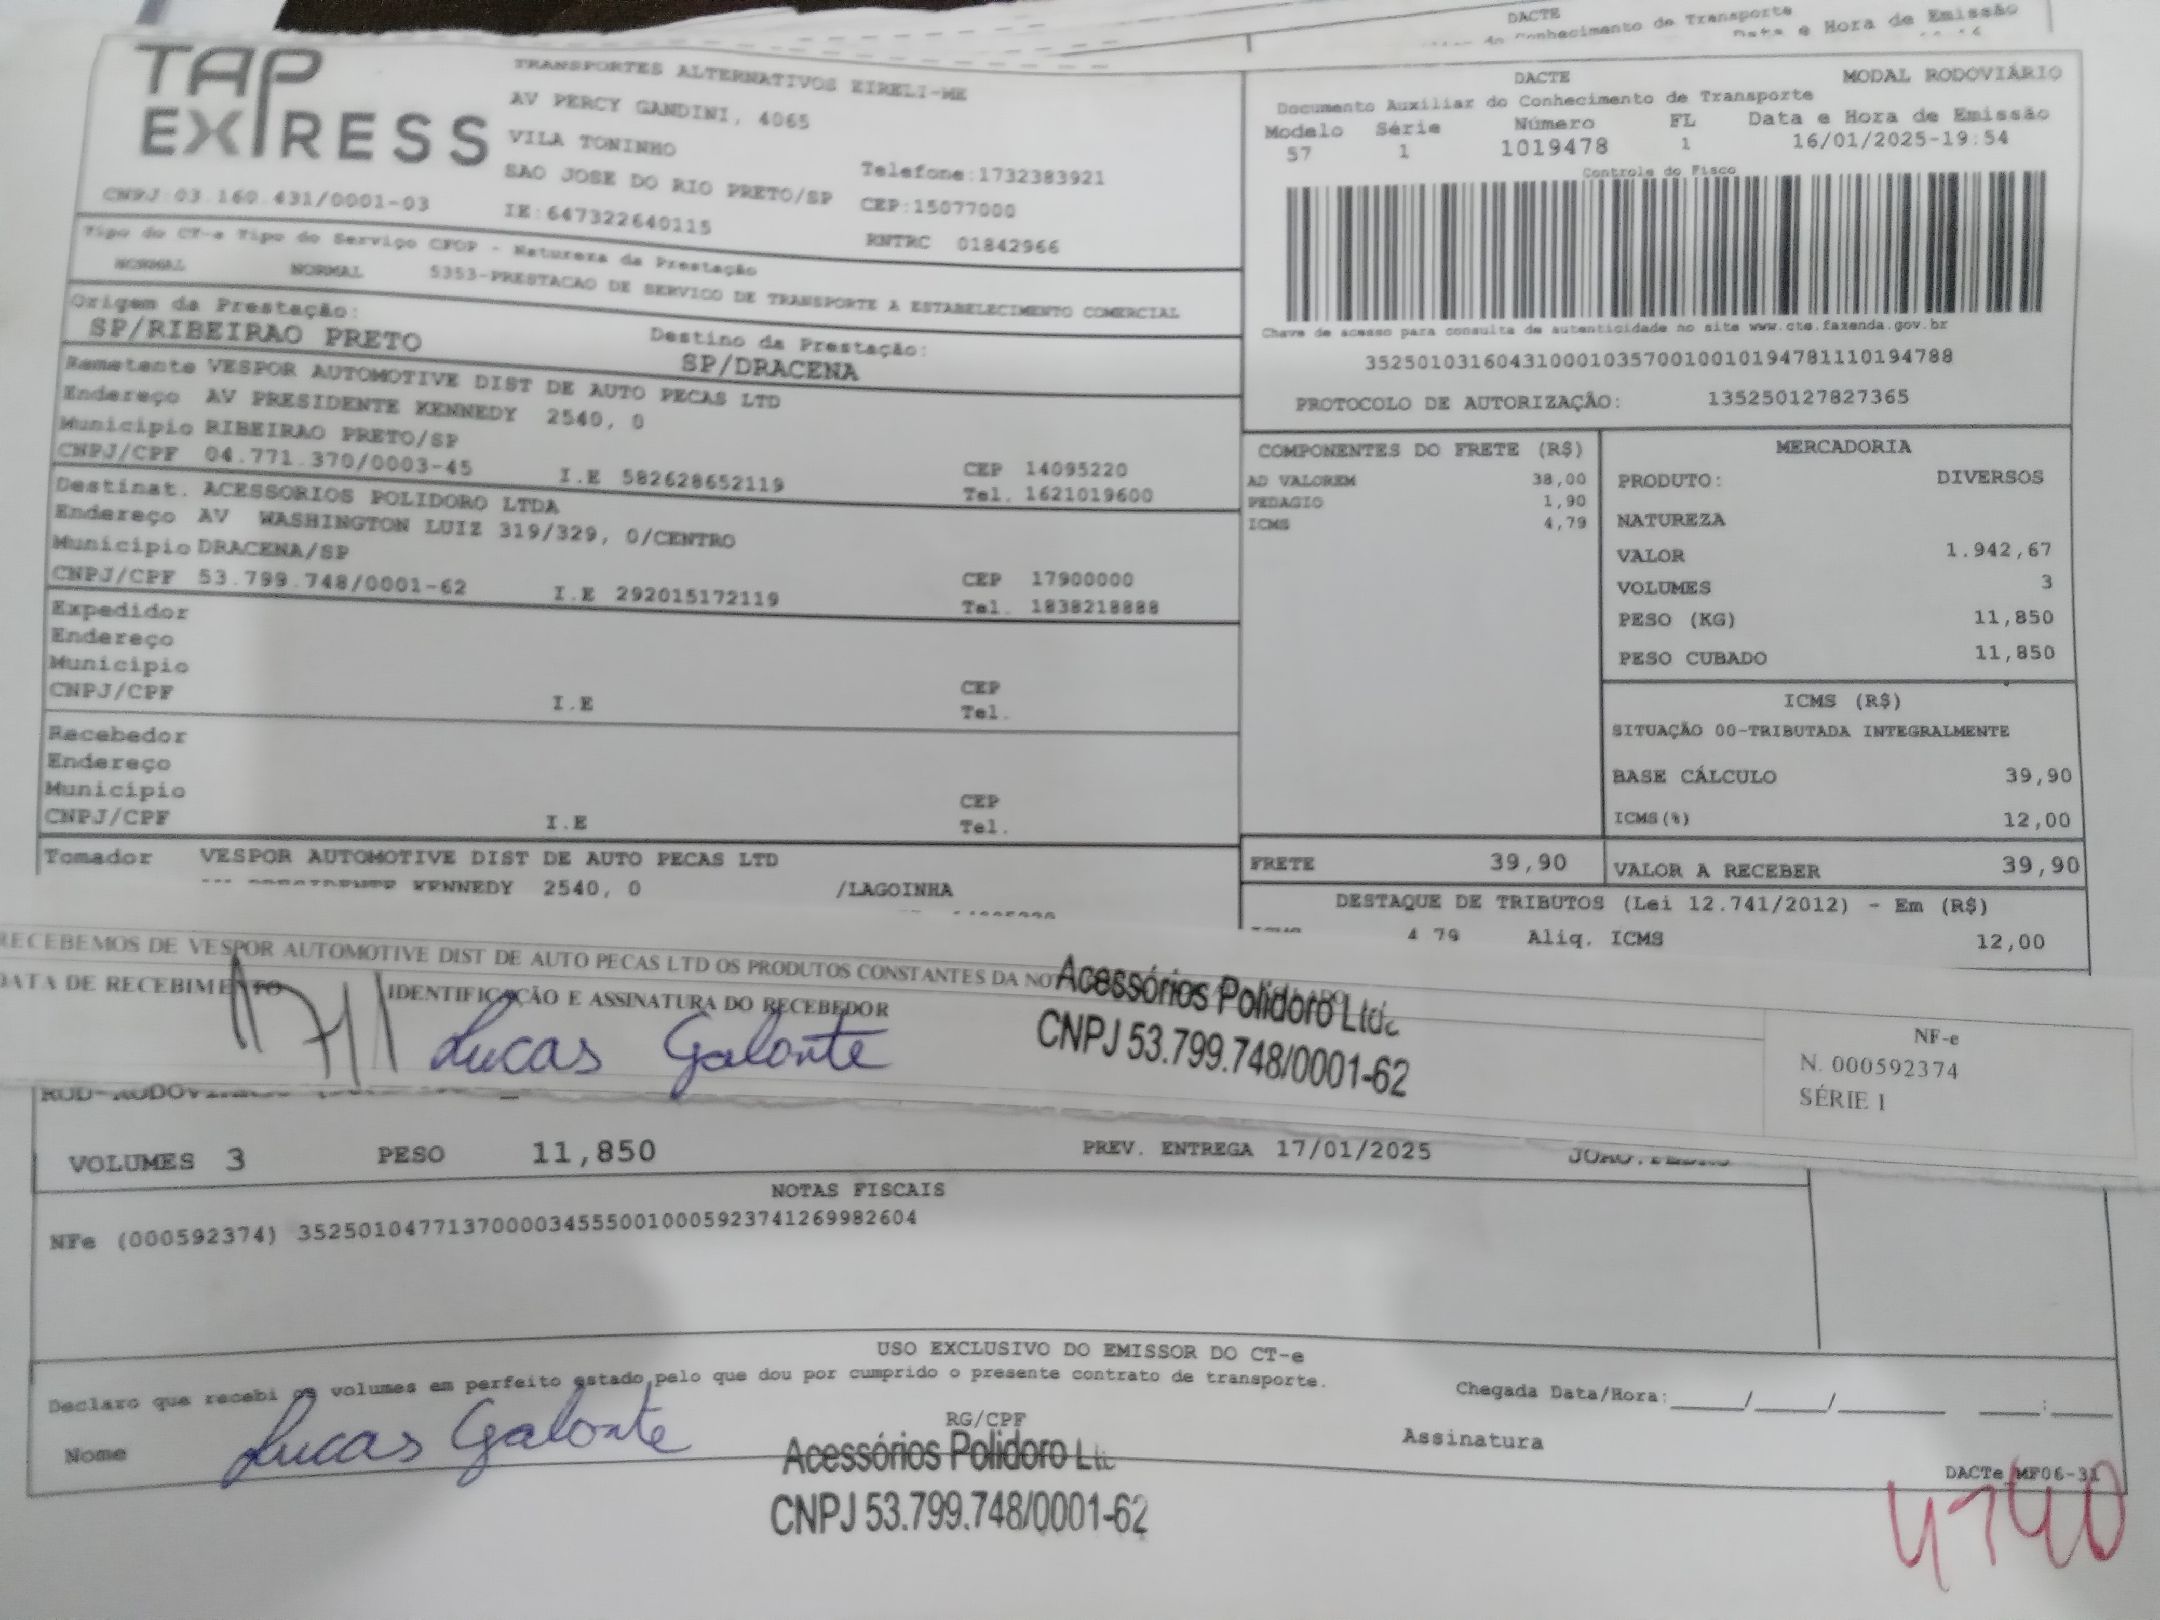 DACTE
Conhecimento de Transporte
e Hora de Emissão
TAP EXPRESS
CNPJ:03.160.431/0001-03
TRANSPORTES ALTERNATIVOS EIRELI-ME
AV PERCY GANDINI, 4065
VILA TONINHO
SAO JOSE DO RIO PRETO/SP
IE:647322640115
Telefone:1732383921
CEP:15077000
RNTRC 01842966
DACTE MODAL RODOVIÁRIO
Documento Auxiliar do Conhecimento de Transporte
Modelo Série Número FL Data e Hora de Emissão
57 1 1019478 1 16/01/2025-19:54
Controle do Fisco
Chave de acesso para consulta de autenticidade no site www.cte.fazenda.gov.br
35250103160431000103570010010194781110194788
PROTOCOLO DE AUTORIZAÇÃO: 135250127827365
Tipo do CT-e Tipo do Serviço CFOP - Natureza da Prestação
NORMAL NORMAL 5353-PRESTACAO DE SERVICO DE TRANSPORTE A ESTABELECIMENTO COMERCIAL
Origem da Prestação: Destino da Prestação:
SP/RIBEIRAO PRETO SP/DRACENA
Remetente VESPOR AUTOMOTIVE DIST DE AUTO PECAS LTD
Endereço AV PRESIDENTE KENNEDY 2540, 0
Municipio RIBEIRAO PRETO/SP CEP 14095220
CNPJ/CPF 04.771.370/0003-45 I.E 582628652119 Tel. 1621019600
Destinat. ACESSORIOS POLIDORO LTDA
Endereço AV WASHINGTON LUIZ 319/329, 0/CENTRO
Municipio DRACENA/SP CEP 17900000
CNPJ/CPF 53.799.748/0001-62 I.E 292015172119 Tel. 1838218888
Expedidor
Endereço
Municipio CEP
CNPJ/CPF I.E Tel.
Recebedor
Endereço
Municipio CEP
CNPJ/CPF I.E Tel.
Tomador VESPOR AUTOMOTIVE DIST DE AUTO PECAS LTD
KENNEDY 2540, 0 /LAGOINHA
COMPONENTES DO FRETE (R$)
AD VALOREM 38,00
PEDAGIO 1,90
ICMS 4,79
FRETE 39,90
MERCADORIA
PRODUTO: DIVERSOS
NATUREZA
VALOR 1.942,67
VOLUMES 3
PESO (KG) 11,850
PESO CUBADO 11,850
ICMS (R$)
SITUAÇÃO 00-TRIBUTADA INTEGRALMENTE
BASE CÁLCULO 39,90
ICMS(%) 12,00
VALOR A RECEBER 39,90
DESTAQUE DE TRIBUTOS (Lei 12.741/2012) - Em (R$)
4,79 Aliq. ICMS 12,00
RECEBEMOS DE VESPOR AUTOMOTIVE DIST DE AUTO PECAS LTD OS PRODUTOS CONSTANTES DA
DATA DE RECEBIMENTO IDENTIFICAÇÃO E ASSINATURA DO RECEBEDOR
17/1
Lucas Galonte
Acessórios Polidoro Ltda
CNPJ 53.799.748/0001-62
NF-e
N. 000592374
SÉRIE 1
VOLUMES 3 PESO 11,850 PREV. ENTREGA 17/01/2025
NOTAS FISCAIS
NFe (000592374) 35250104771370000345550010005923741269982604
USO EXCLUSIVO DO EMISSOR DO CT-e
Declaro que recebi os volumes em perfeito estado pelo que dou por cumprido o presente contrato de transporte.
Chegada Data/Hora:____/____/______ ___:___
Nome Lucas Galonte RG/CPF Assinatura
Acessórios Polidoro Lt
CNPJ 53.799.748/0001-62
DACTe_MF06-31